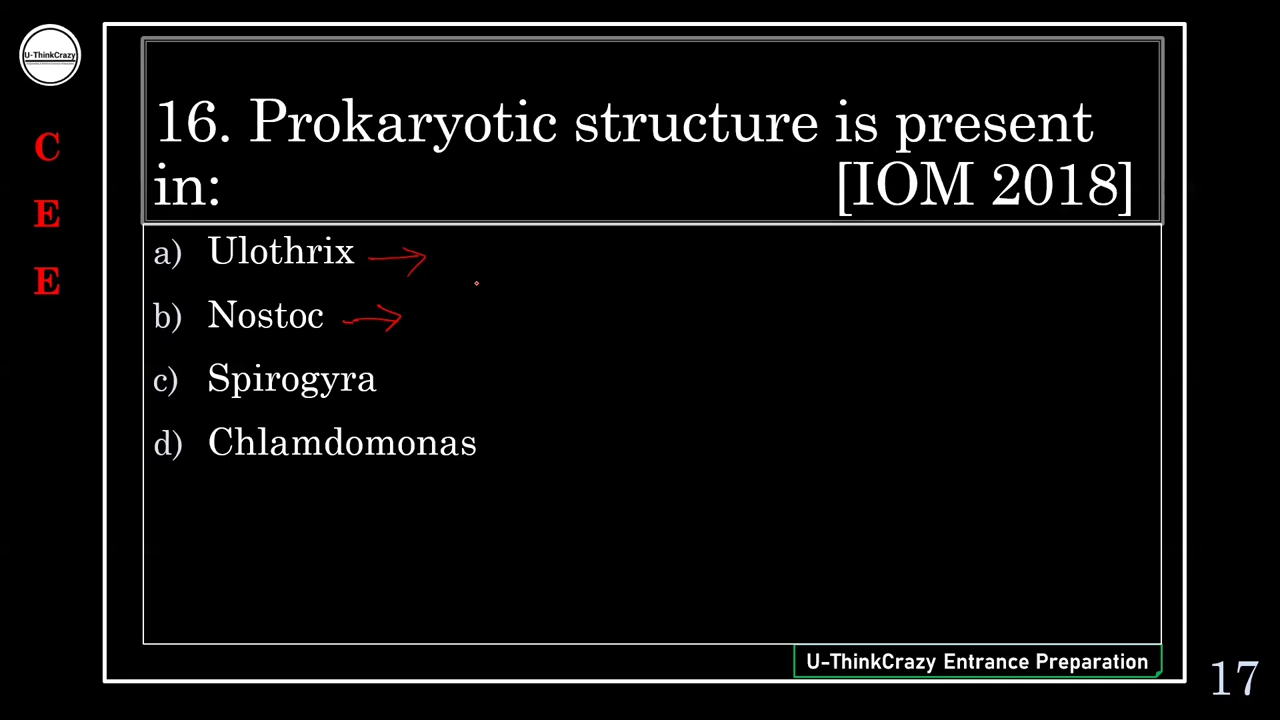 U-ThinkCrazy
C
E
E
16. Prokaryotic structure is present
in: [IOM 2018]
a) Ulothrix
b) Nostoc
c) Spirogyra
d) Chlamdomonas
U-ThinkCrazy Entrance Preparation
17